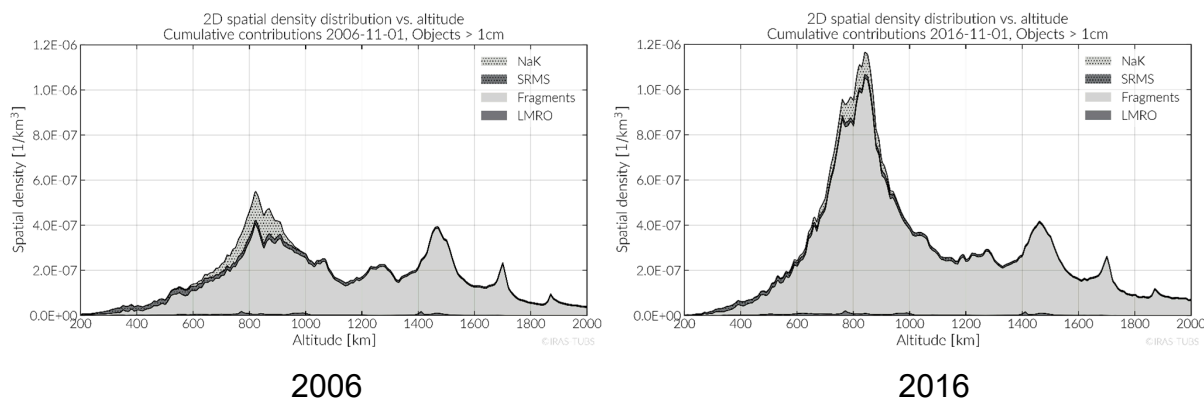 2D spatial density distribution vs. altitude
Cumulative contributions 2006-11-01, Objects > 1cm
1.2E-06
1.0E-06
8.0E-07
6.0E-07
4.0E-07
2.0E-07
0.0E+00
Spatial density [1/km³]
NaK
SRMS
Fragments
LMRO
200 400 600 800 1000 1200 1400 1600 1800 2000
Altitude [km]
©IRAS-TUBS
2006
2D spatial density distribution vs. altitude
Cumulative contributions 2016-11-01, Objects > 1cm
1.2E-06
1.0E-06
8.0E-07
6.0E-07
4.0E-07
2.0E-07
0.0E+00
Spatial density [1/km³]
NaK
SRMS
Fragments
LMRO
200 400 600 800 1000 1200 1400 1600 1800 2000
Altitude [km]
©IRAS-TUBS
2016